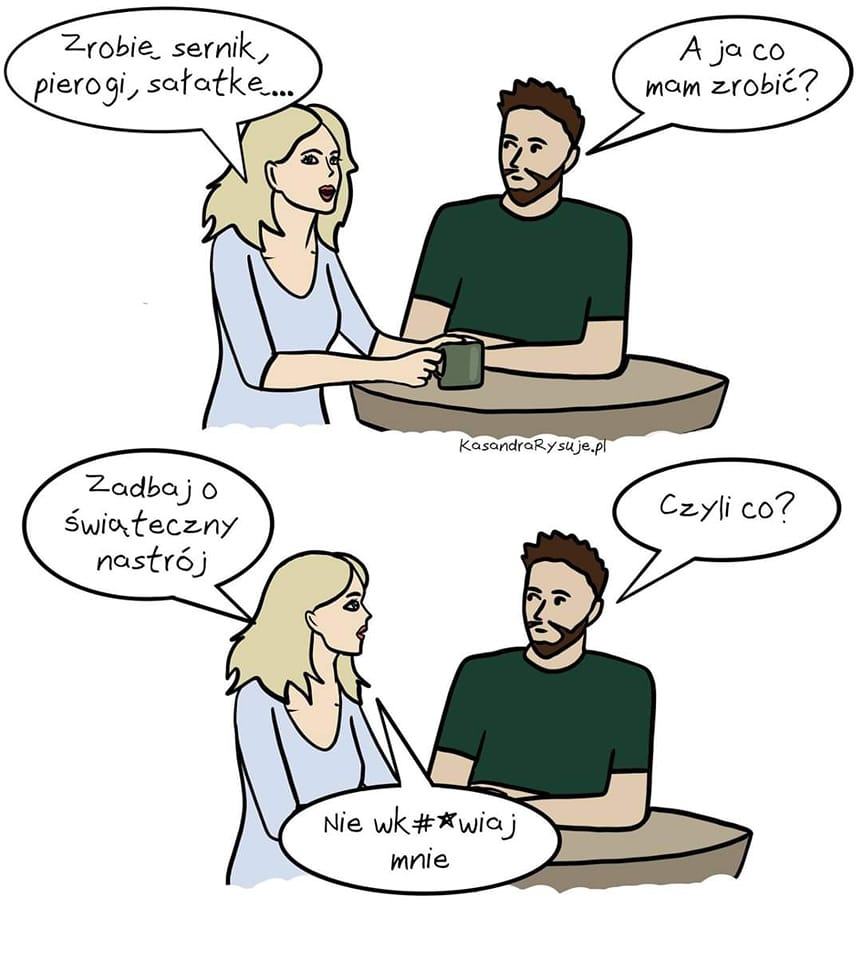 Zrobię sernik,
pierogi, sałatkę...
A ja co
mam zrobić?
KasandraRysuje.pl
Zadbaj o
świąteczny
nastrój
Czyli co?
Nie wk#★wiaj
mnie